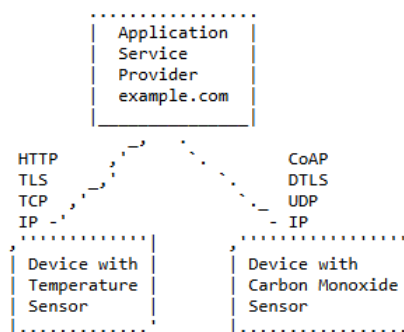 Application
Service
Provider
example.com
HTTP CoAP
TLS DTLS
TCP UDP
IP IP
Device with Device with
Temperature Carbon Monoxide
Sensor Sensor